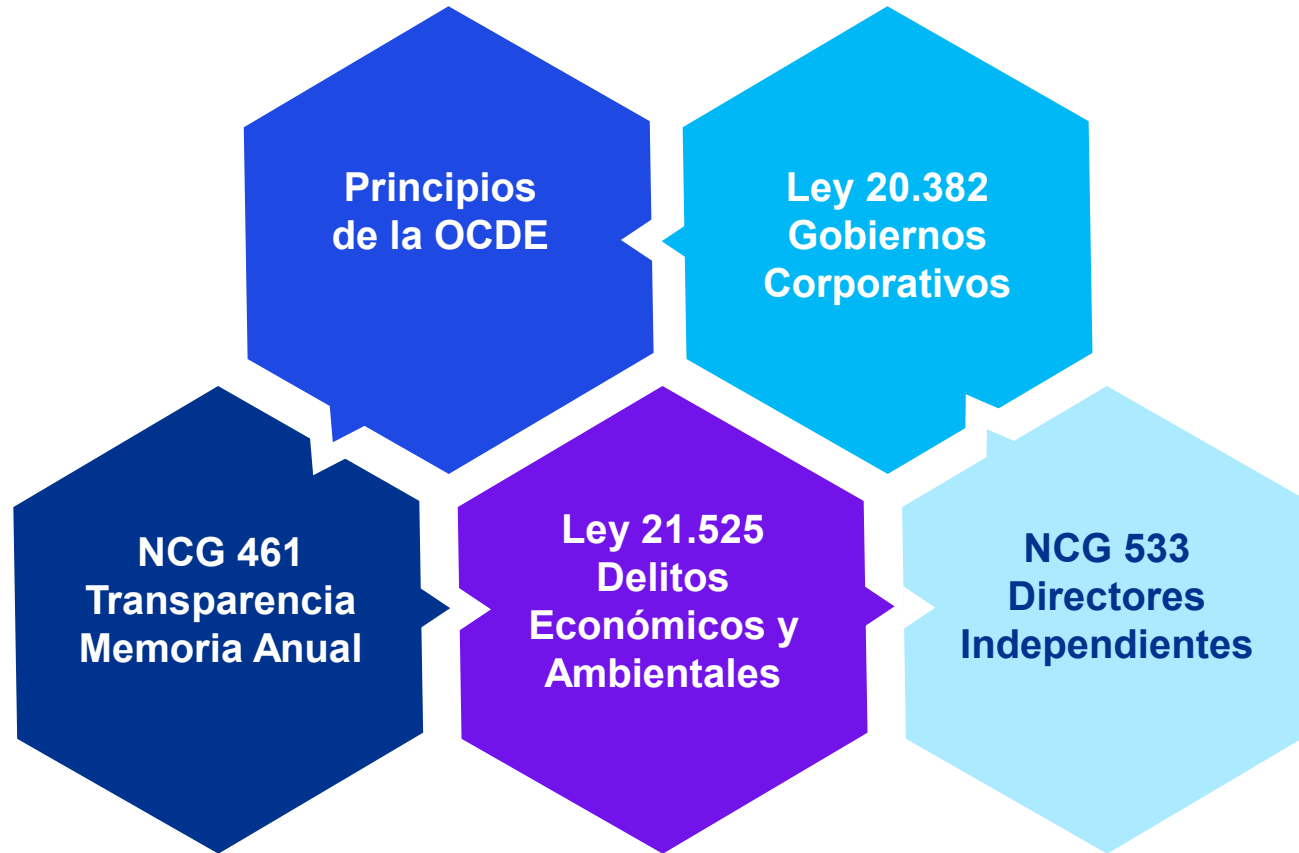 Principios
de la OCDE
Ley 20.382
Gobiernos
Corporativos
NCG 461
Transparencia
Memoria Anual
Ley 21.525
Delitos
Económicos y
Ambientales
NCG 533
Directores
Independientes